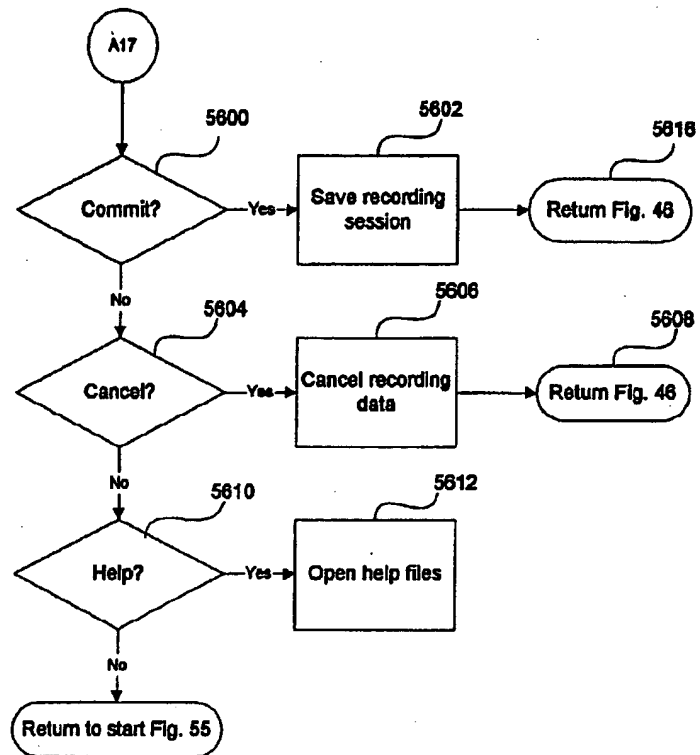 A17
5600
5602
5616
Commit?
Yes
Save recording
session
Return Fig. 46
No
5604
5606
5608
Cancel?
Yes
Cancel recording
data
Return Fig. 46
No
5610
5612
Help?
Yes
Open help files
No
Return to start Fig. 55